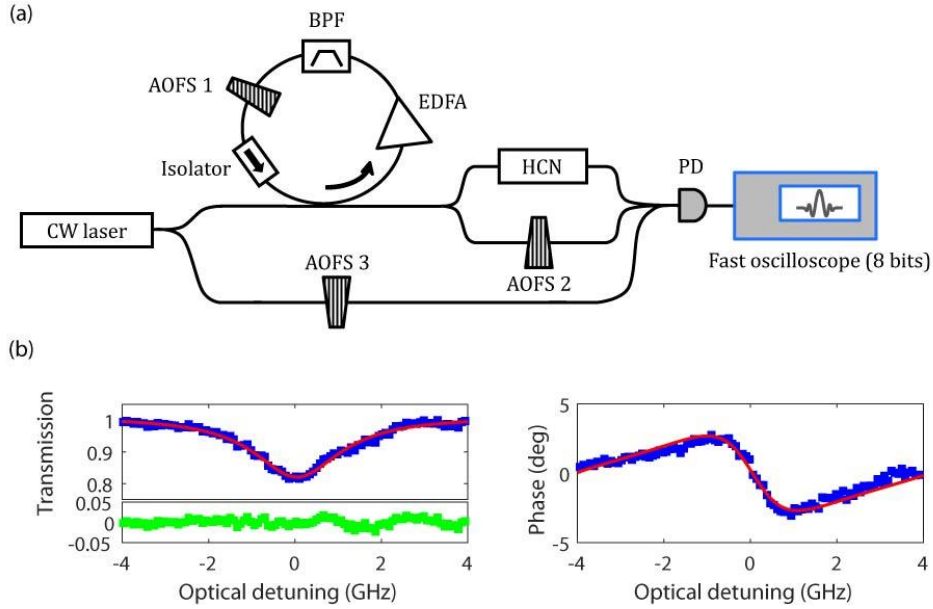 (a)
BPF
AOFS 1
EDFA
Isolator
HCN
PD
CW laser
AOFS 3
AOFS 2
Fast oscilloscope (8 bits)
(b)
Transmission
1
0.9
0.8
0.05
0
-0.05
-4
-2
0
2
4
Optical detuning (GHz)
Phase (deg)
5
0
-5
-4
-2
0
2
4
Optical detuning (GHz)